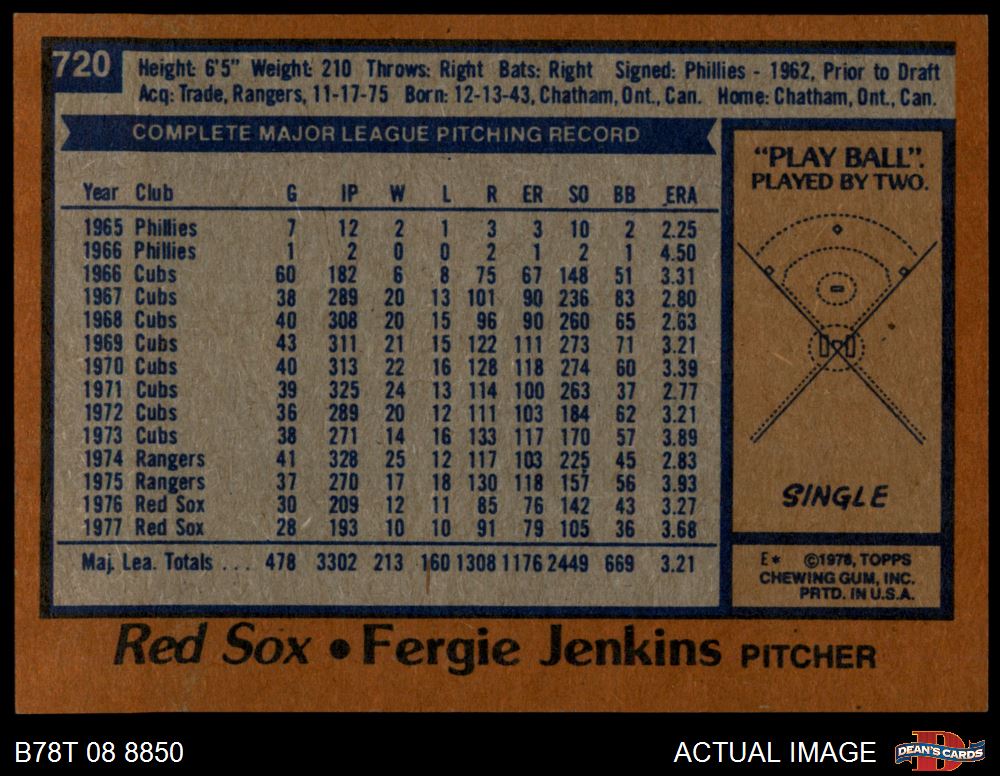 720
Height: 6'5" Weight: 210 Throws: Right Bats: Right Signed: Phillies - 1962, Prior to Draft
Acq: Trade, Rangers, 11-17-75 Born: 12-13-43, Chatham, Ont., Can. Home: Chatham, Ont., Can.
COMPLETE MAJOR LEAGUE PITCHING RECORD
Year Club G IP W L R ER SO BB ERA
1965 Phillies 7 12 2 1 3 3 10 2 2.25
1966 Phillies 1 2 0 0 2 1 2 1 4.50
1966 Cubs 60 182 6 8 75 67 148 51 3.31
1967 Cubs 38 289 20 13 101 90 236 83 2.80
1968 Cubs 40 308 20 15 96 90 260 65 2.63
1969 Cubs 43 311 21 15 122 111 273 71 3.21
1970 Cubs 40 313 22 16 128 118 274 60 3.39
1971 Cubs 39 325 24 13 114 100 263 37 2.77
1972 Cubs 36 289 20 12 111 103 184 62 3.21
1973 Cubs 38 271 14 16 133 117 170 57 3.89
1974 Rangers 41 328 25 12 117 103 225 45 2.83
1975 Rangers 37 270 17 18 130 118 157 56 3.93
1976 Red Sox 30 209 12 11 85 76 142 43 3.27
1977 Red Sox 28 193 10 10 91 79 105 36 3.68
Maj. Lea. Totals . . . 478 3302 213 160 1308 1176 2449 669 3.21
"PLAY BALL".
PLAYED BY TWO.
SINGLE
E* ©1978, TOPPS
CHEWING GUM, INC.
PRTD. IN U.S.A.
Red Sox • Fergie Jenkins PITCHER
B78T 08 8850
ACTUAL IMAGE
D
DEAN'S CARDS